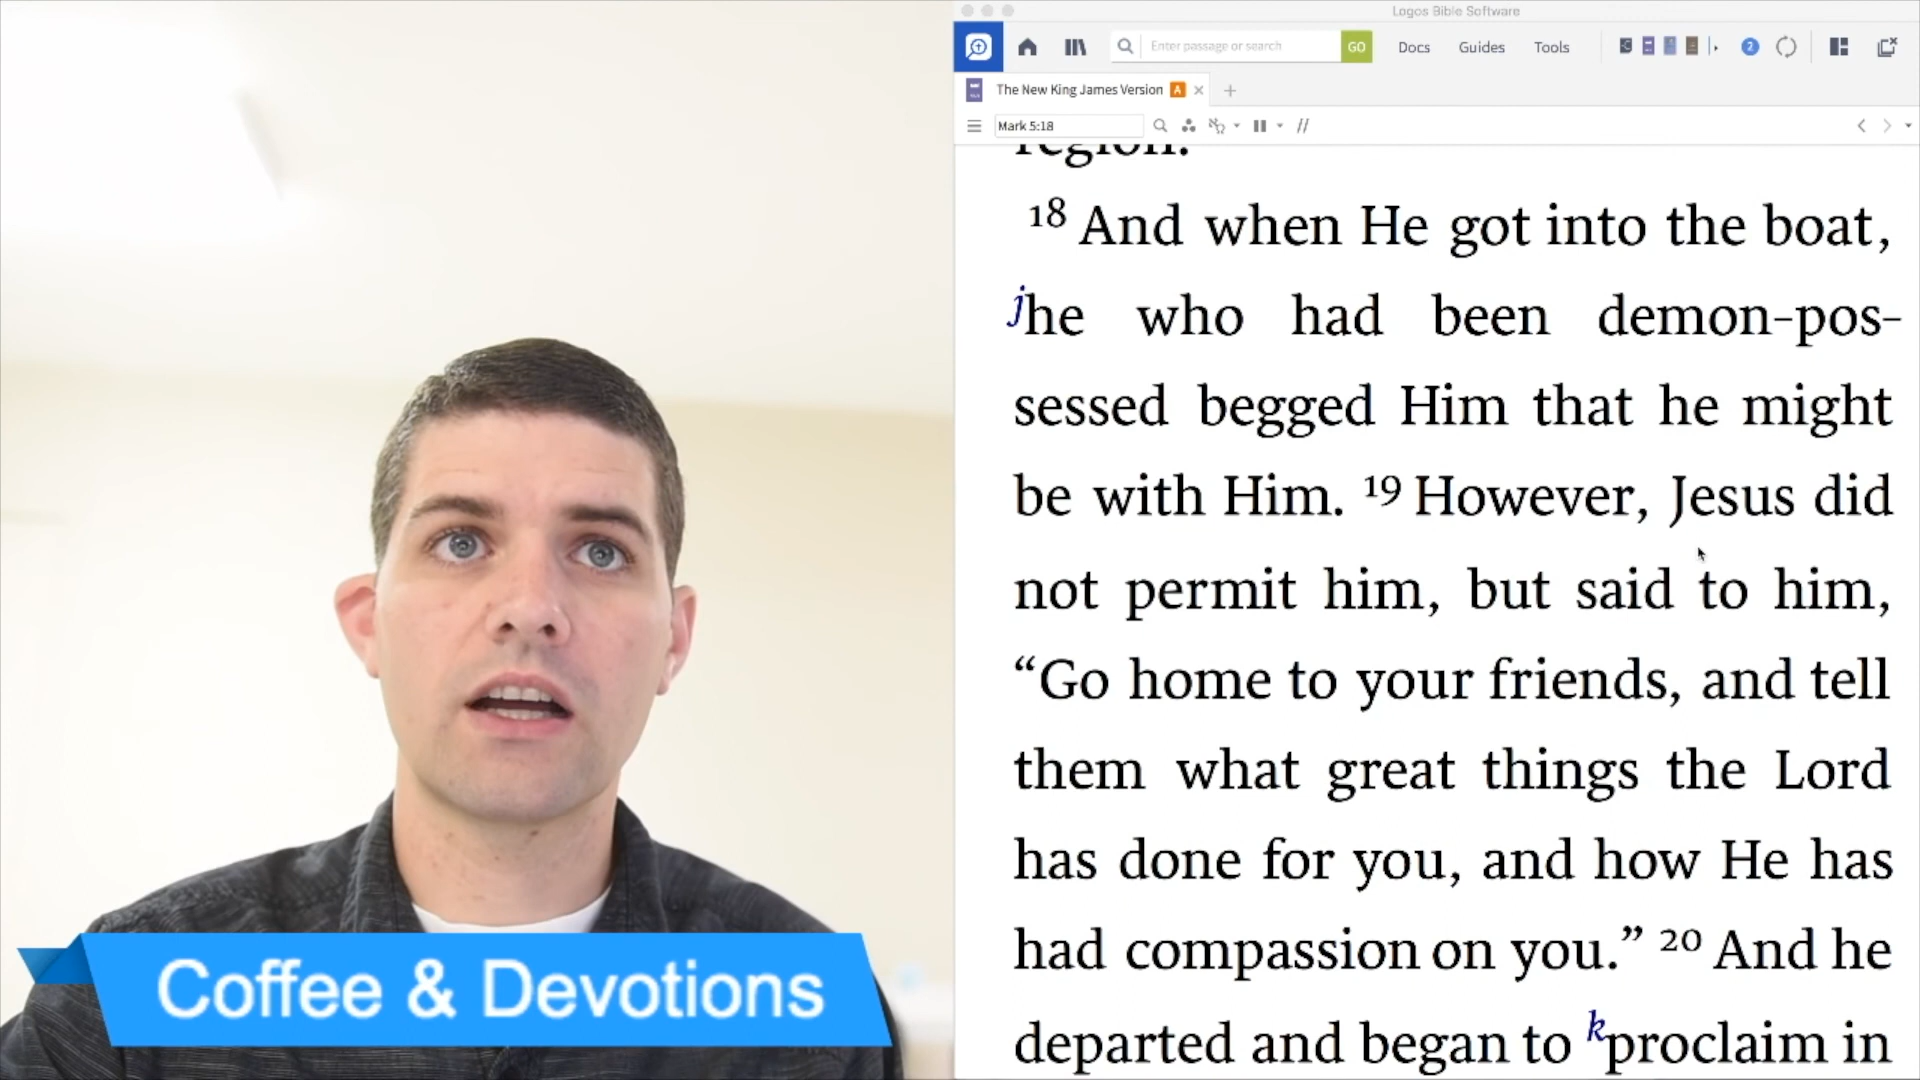 Logos Bible Software
Enter passage or search
GO
Docs
Guides
Tools
2
The New King James Version A
Mark 5:18
region.
18 And when He got into the boat,
j he who had been demon-pos-
sessed begged Him that he might
be with Him. 19 However, Jesus did
not permit him, but said to him,
“Go home to your friends, and tell
them what great things the Lord
has done for you, and how He has
had compassion on you.” 20 And he
departed and began to k proclaim in
Coffee & Devotions